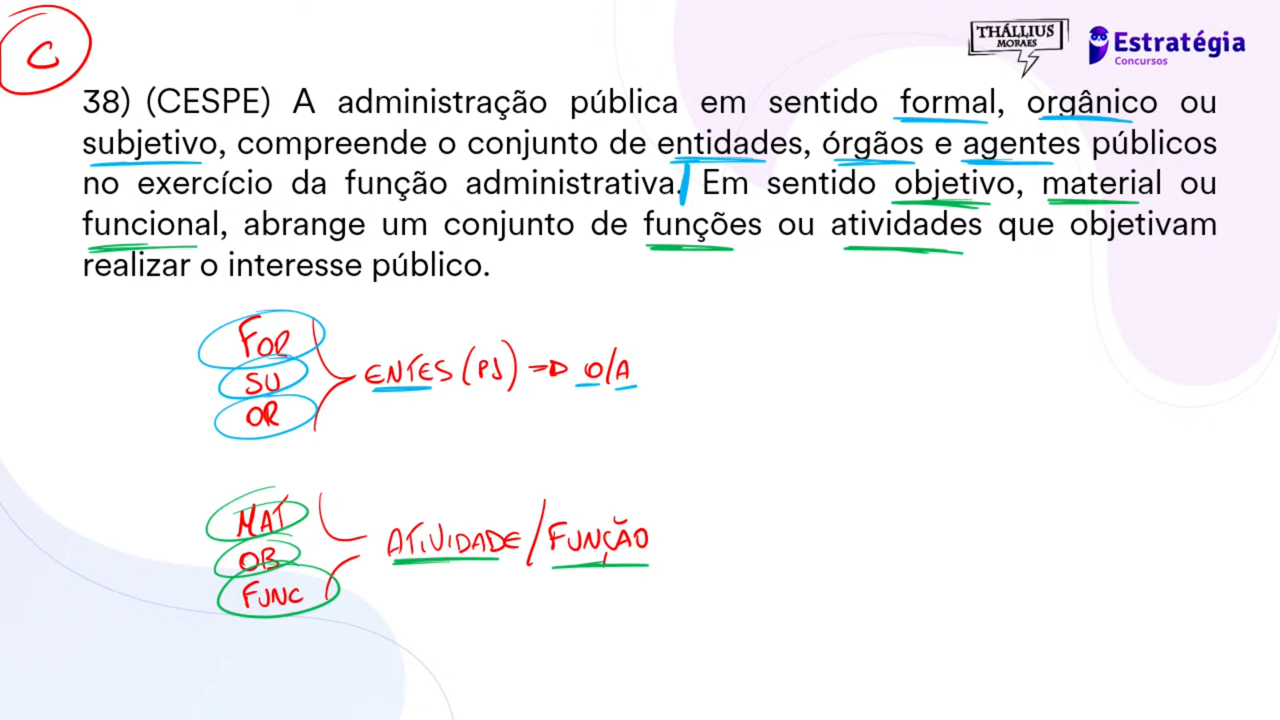 C
THÁLLIUS
MORAES
Estratégia
Concursos
38) (CESPE) A administração pública em sentido formal, orgânico ou
subjetivo, compreende o conjunto de entidades, órgãos e agentes públicos
no exercício da função administrativa. Em sentido objetivo, material ou
funcional, abrange um conjunto de funções ou atividades que objetivam
realizar o interesse público.
FOR
SU
OR
ENTES (PJ) => O/A
MAT
OB
FUNC
ATIVIDADE / FUNÇÃO